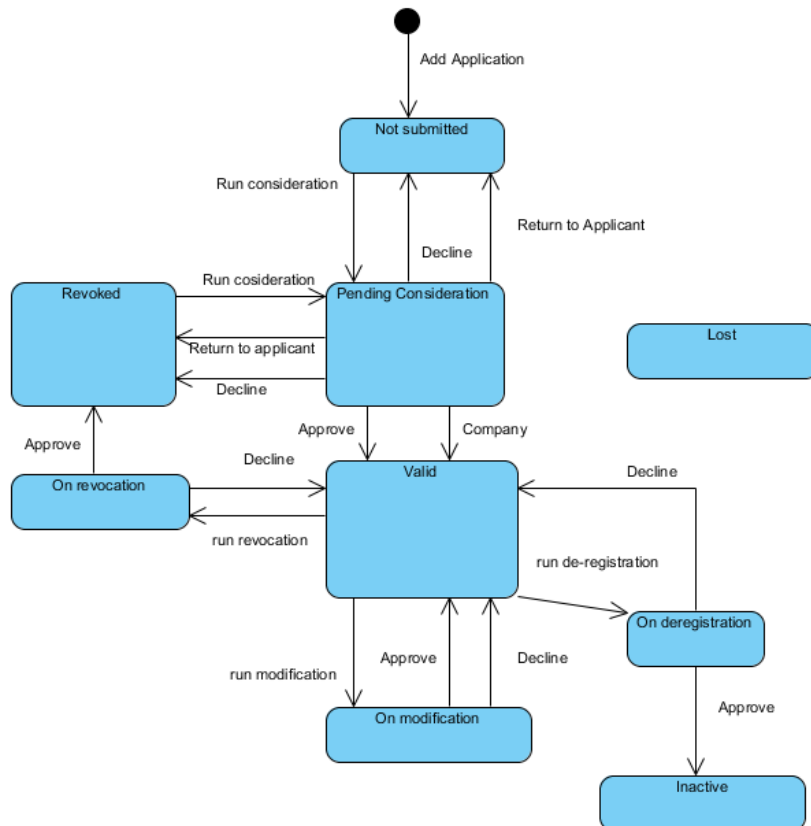 Add Application
Not submitted
Run consideration
Return to Applicant
Decline
Run cosideration
Revoked
Pending Consideration
Lost
Return to applicant
Decline
Approve
Company
Approve
Decline
Valid
Decline
On revocation
run revocation
run de-registration
On deregistration
Approve
Decline
run modification
Approve
On modification
Inactive